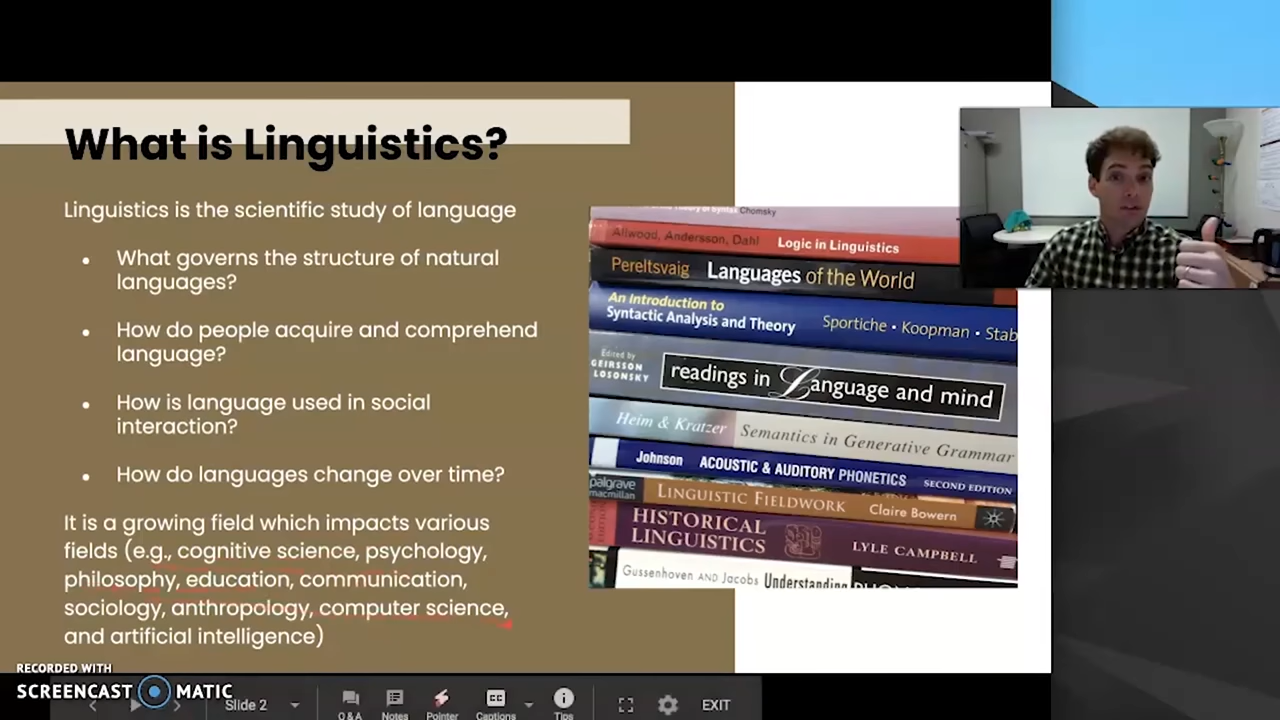 What is Linguistics?
Linguistics is the scientific study of language
What governs the structure of natural
languages?
How do people acquire and comprehend
language?
How is language used in social
interaction?
How do languages change over time?
It is a growing field which impacts various
fields (e.g., cognitive science, psychology,
philosophy, education, communication,
sociology, anthropology, computer science,
and artificial intelligence)
Chomsky
Allwood, Andersson, Dahl Logic in Linguistics
Pereltsvaig Languages of the World
An Introduction to
Syntactic Analysis and Theory Sportiche • Koopman • Stab
Edited by
GEIRSSON
LOSONSKY
readings in Language and mind
Heim & Kratzer Semantics in Generative Grammar
Johnson ACOUSTIC & AUDITORY PHONETICS SECOND EDITION
palgrave
macmillan
LINGUISTIC FIELDWORK Claire Bowern
HISTORICAL
LINGUISTICS LYLE CAMPBELL
Gussenhoven AND Jacobs Understanding
RECORDED WITH
SCREENCAST MATIC
Slide 2
Q&A
Notes
Pointer
Captions
Tips
EXIT